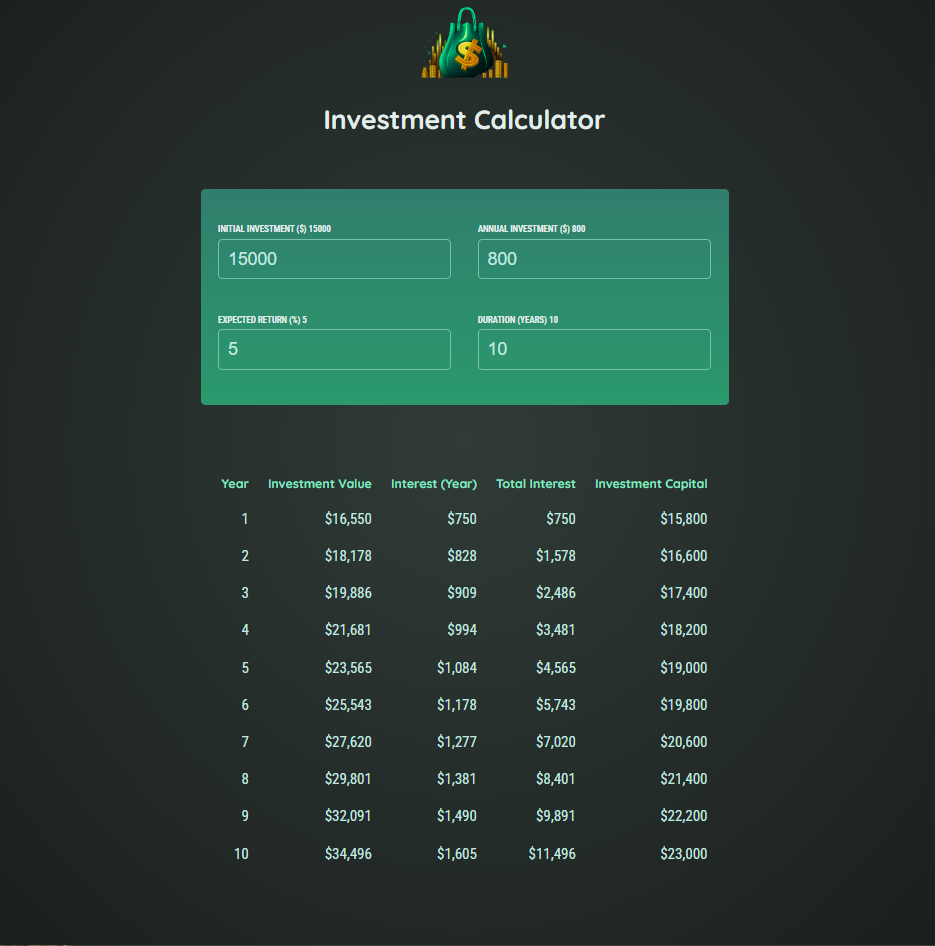 $
Investment Calculator
INITIAL INVESTMENT ($) 15000 ANNUAL INVESTMENT ($) 800
15000 800
EXPECTED RETURN (%) 5 DURATION (YEARS) 10
5 10
Year Investment Value Interest (Year) Total Interest Investment Capital
1 $16,550 $750 $750 $15,800
2 $18,178 $828 $1,578 $16,600
3 $19,886 $909 $2,486 $17,400
4 $21,681 $994 $3,481 $18,200
5 $23,565 $1,084 $4,565 $19,000
6 $25,543 $1,178 $5,743 $19,800
7 $27,620 $1,277 $7,020 $20,600
8 $29,801 $1,381 $8,401 $21,400
9 $32,091 $1,490 $9,891 $22,200
10 $34,496 $1,605 $11,496 $23,000